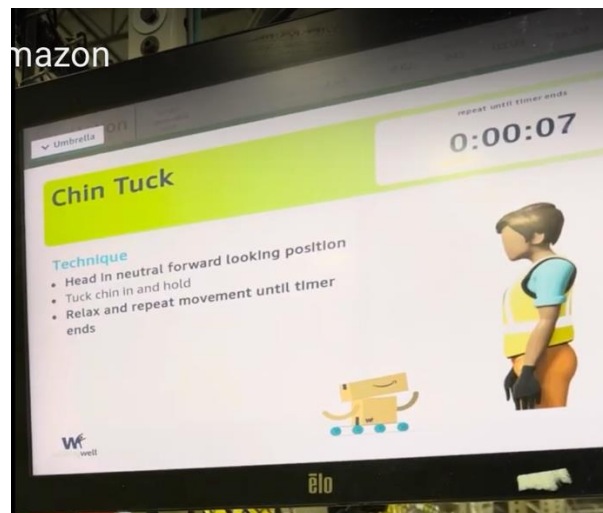 mazon
on
Umbrella
repeat until timer ends
0:00:07
Chin Tuck
Technique
• Head in neutral forward looking position
• Tuck chin in and hold
• Relax and repeat movement until timer
ends
W
well
elo